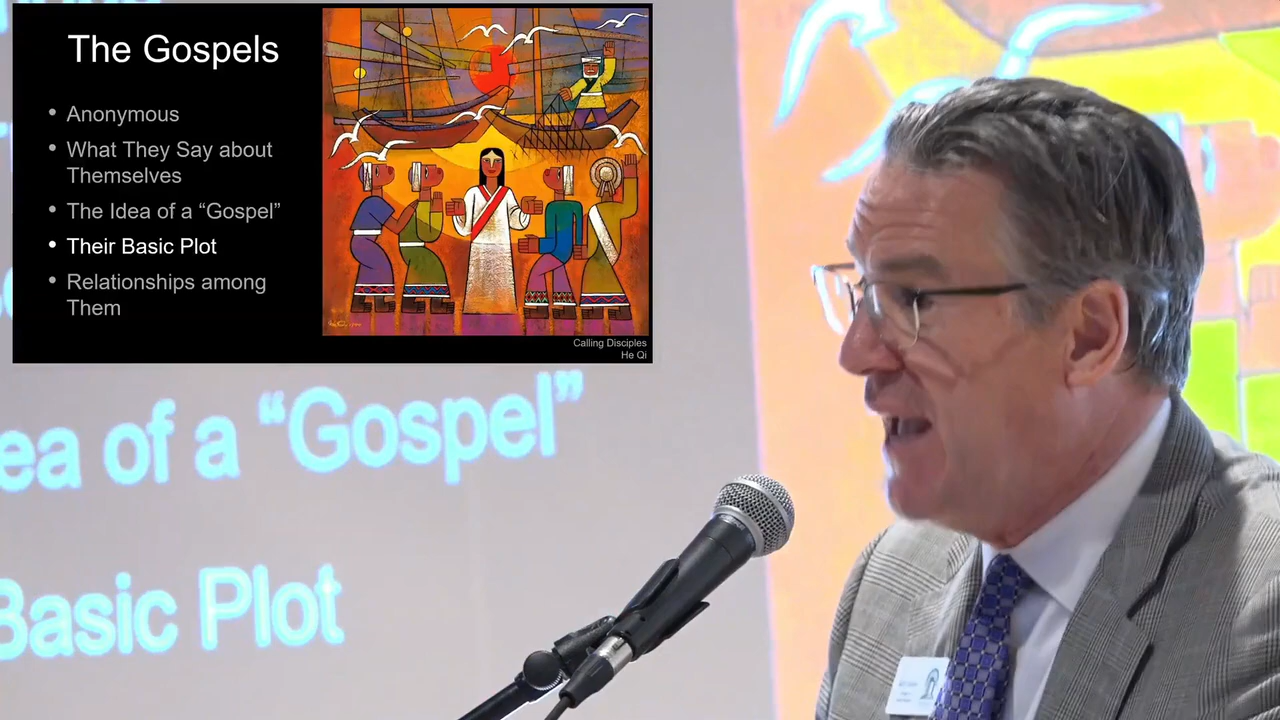 The Gospels
• Anonymous
• What They Say about
Themselves
• The Idea of a “Gospel”
• Their Basic Plot
• Relationships among
Them
Calling Disciples
He Qi
ea of a “Gospel”
Basic Plot